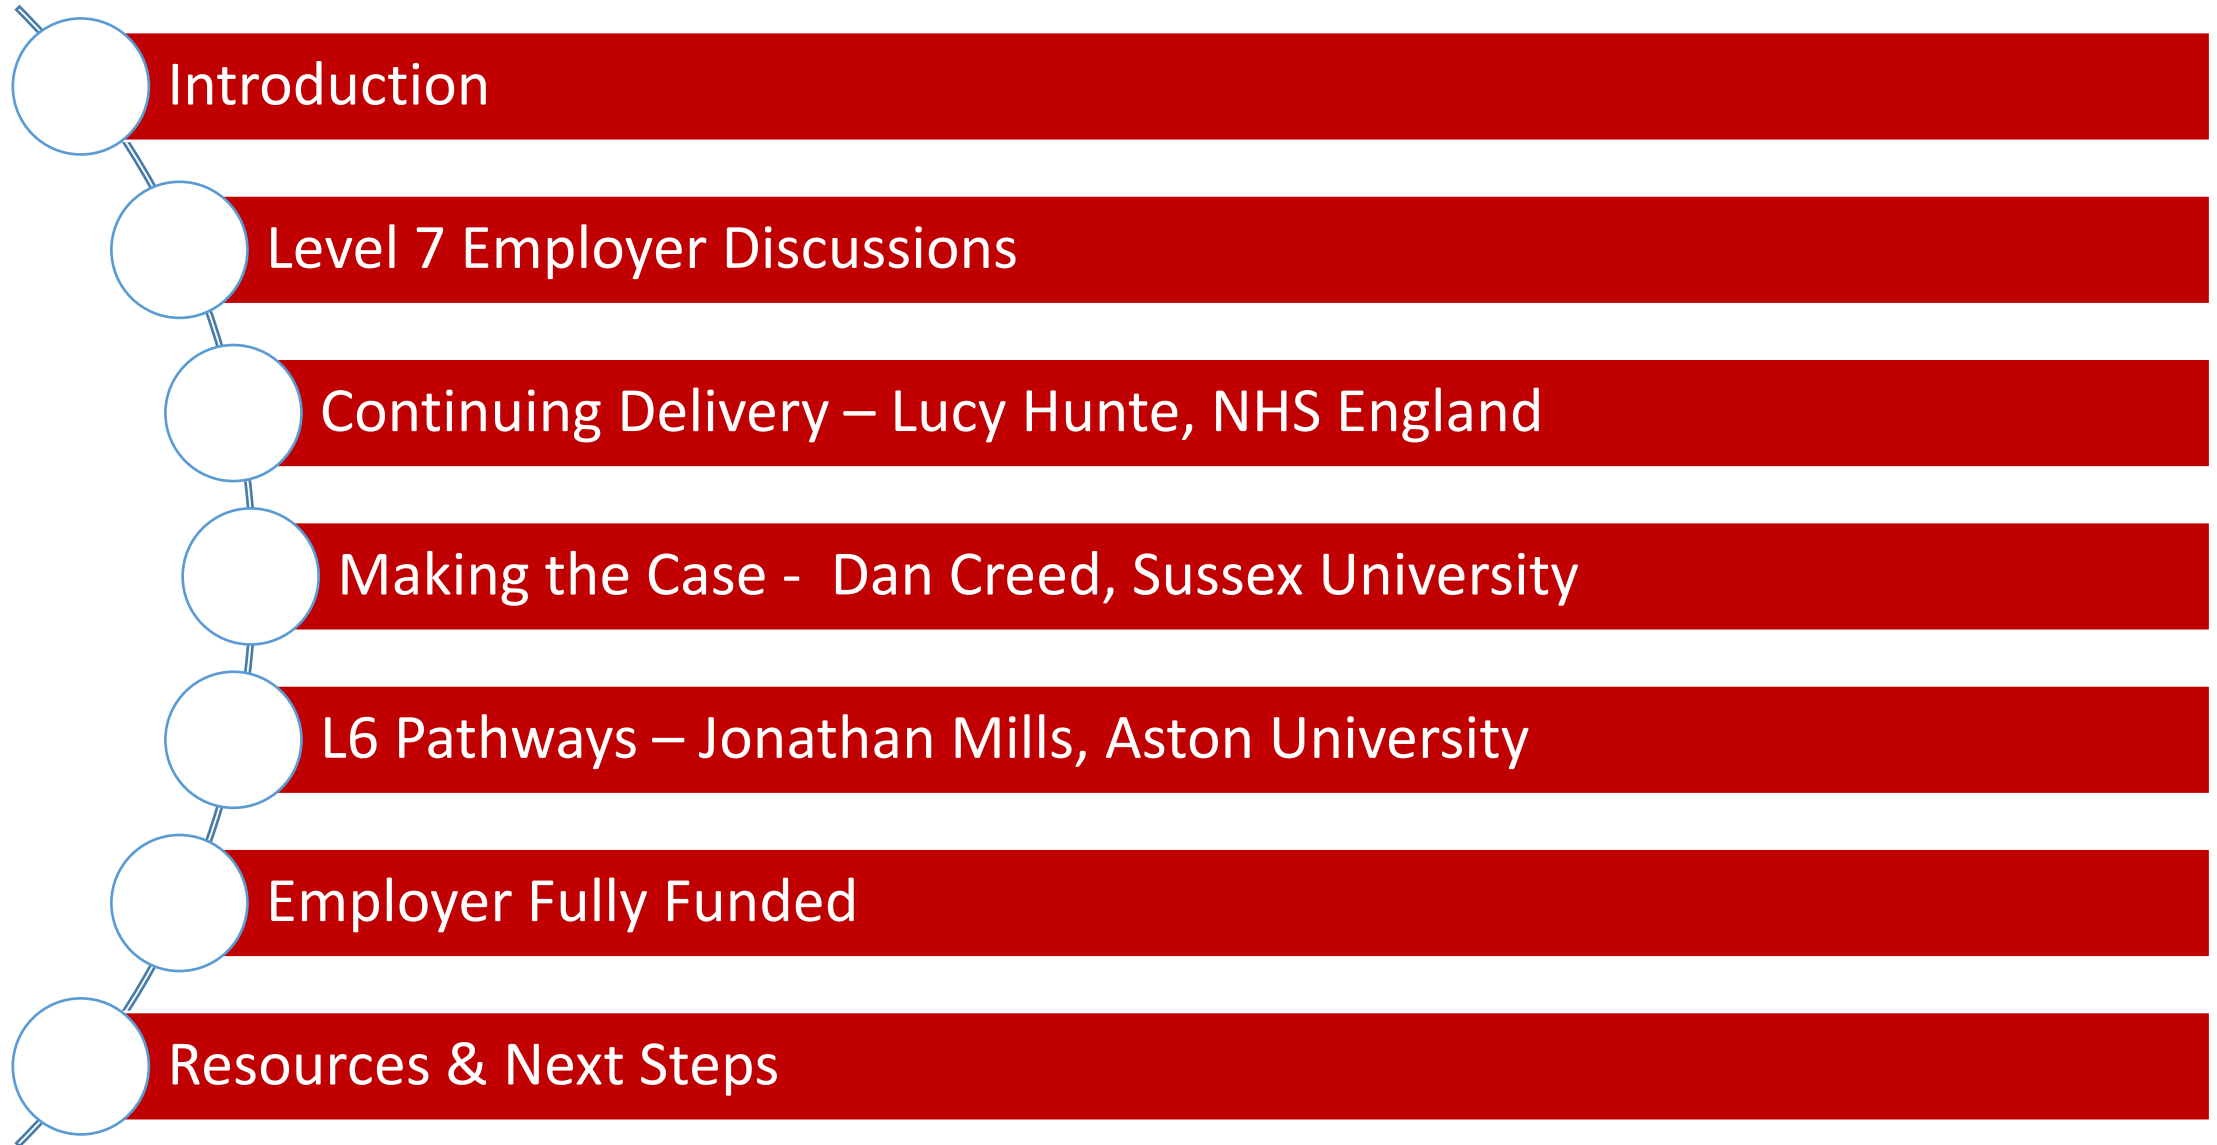 Introduction
Level 7 Employer Discussions
Continuing Delivery – Lucy Hunte, NHS England
Making the Case -  Dan Creed, Sussex University
L6 Pathways – Jonathan Mills, Aston University
Employer Fully Funded
Resources & Next Steps